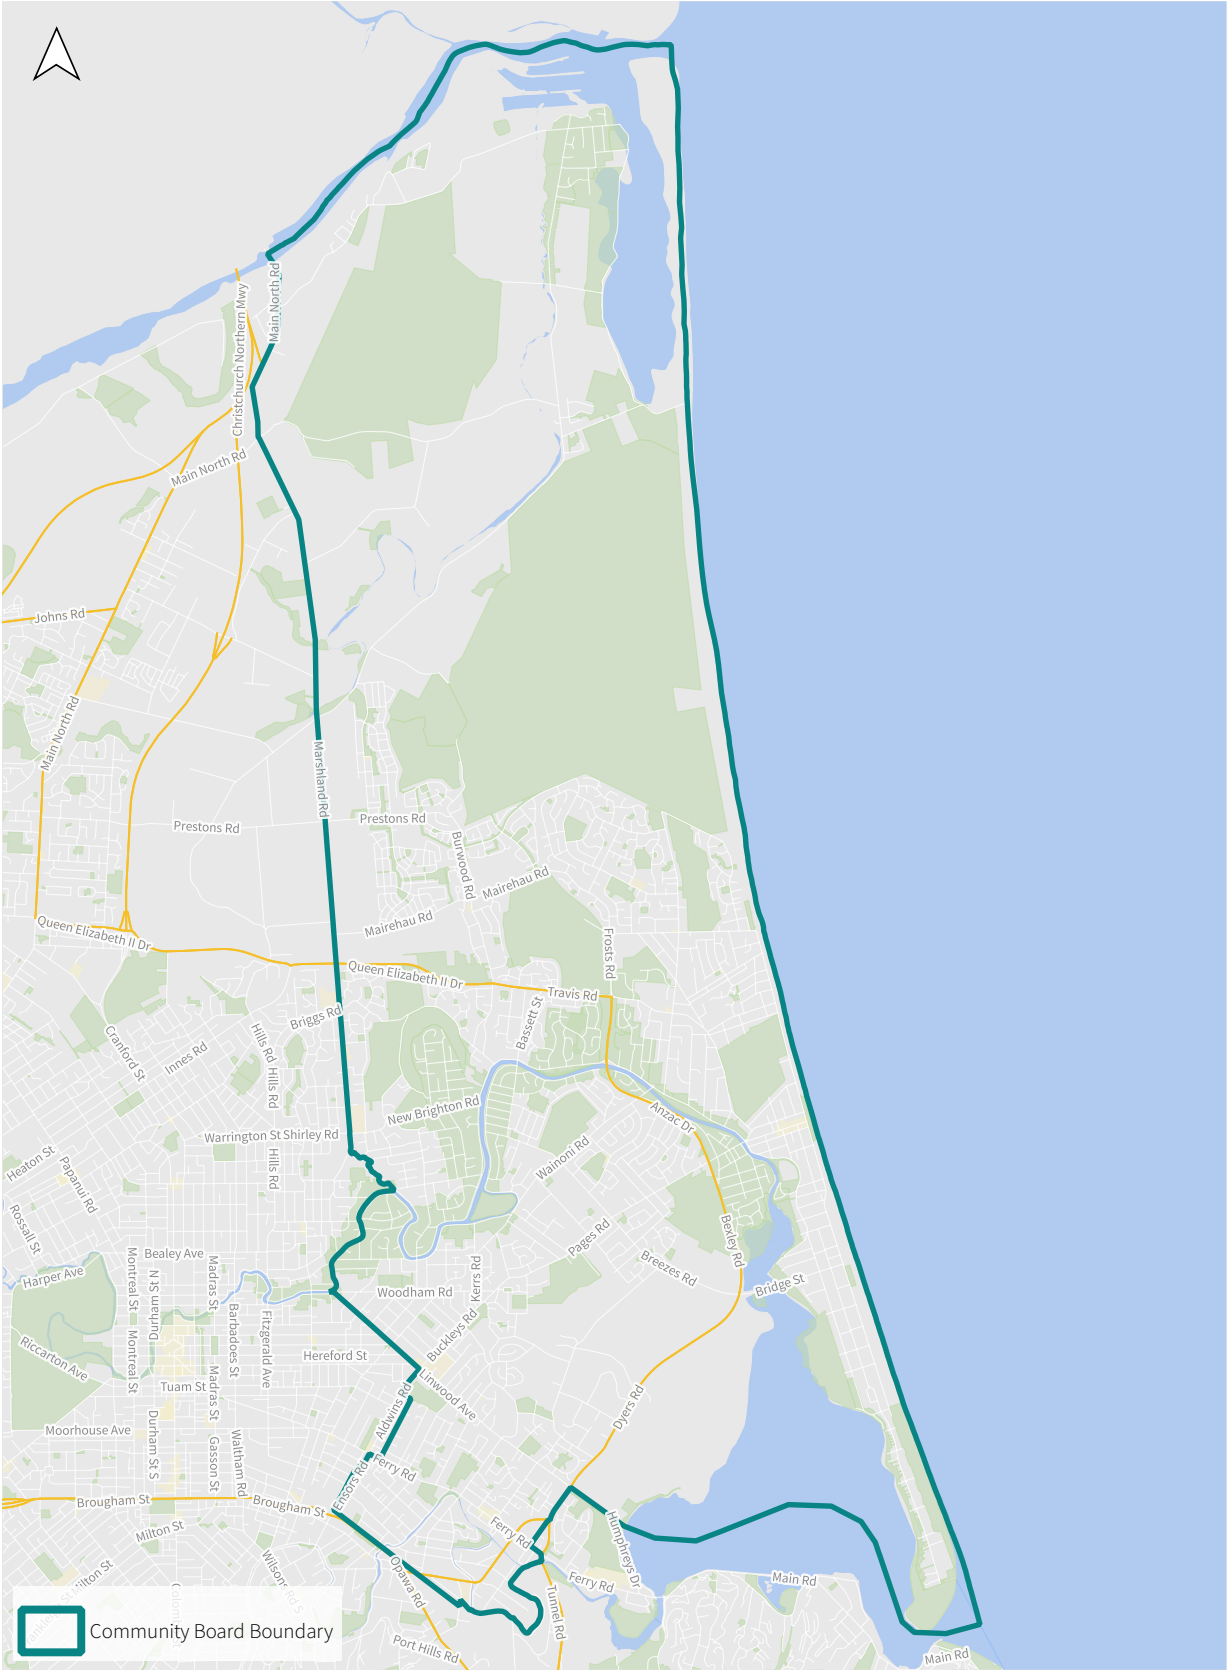 Main North Rd
Christchurch Northern Mwy
Main North Rd
Johns Rd
Main North Rd
Marshland Rd
Prestons Rd
Prestons Rd
Burwood Rd
Mairehau Rd
Mairehau Rd
Queen Elizabeth II Dr
Frosts Rd
Queen Elizabeth II Dr
Travis Rd
Bassett St
Briggs Rd
Cranford St
Innes Rd
Hills Rd
Hills Rd
New Brighton Rd
Anzac Dr
Warrington St
Shirley Rd
Heaton St
Papanui Rd
Hills Rd
Wainoni Rd
Rossall St
Pages Rd
Bexley Rd
Bealey Ave
Breezes Rd
Harper Ave
Montreal St
Durham St N
Madras St
Kerrs Rd
Woodham Rd
Bridge St
Barbadoes St
Fitzgerald Ave
Buckleys Rd
Riccarton Ave
Montreal St
Hereford St
Madras St
Tuam St
Linwood Ave
Aldwins Rd
Dyers Rd
Moorhouse Ave
Durham St S
Gasson St
Waltham Rd
Ferry Rd
Ensors Rd
Brougham St
Brougham St
Milton St
Ferry Rd
Humphreys Dr
Milton St
Opawa Rd
Ferry Rd
Main Rd
Tunnel Rd
Port Hills Rd
Main Rd
Community Board Boundary